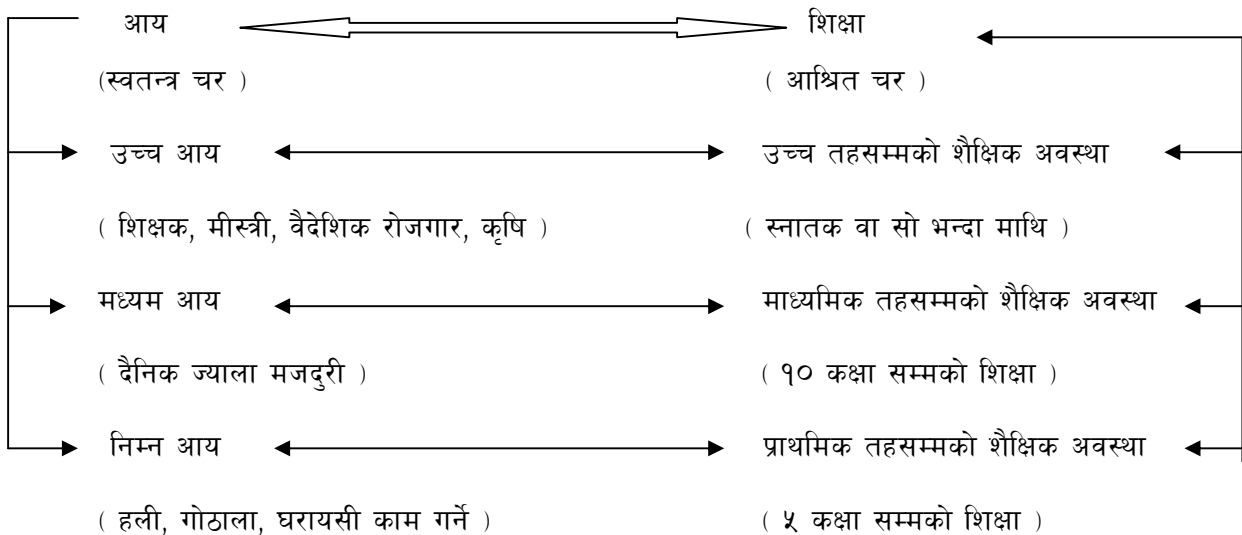 आय शिक्षा
(स्वतन्त्र चर ) ( आश्रित चर )
उच्च आय उच्च तहसम्मको शैक्षिक अवस्था
( शिक्षक, मीस्त्री, वैदेशिक रोजगार, कृषि ) ( स्नातक वा सो भन्दा माथि )
मध्यम आय माध्यमिक तहसम्मको शैक्षिक अवस्था
( दैनिक ज्याला मजदुरी ) ( १० कक्षा सम्मको शिक्षा )
निम्न आय प्राथमिक तहसम्मको शैक्षिक अवस्था
( हली, गोठाला, घरायसी काम गर्ने ) ( ५ कक्षा सम्मको शिक्षा )